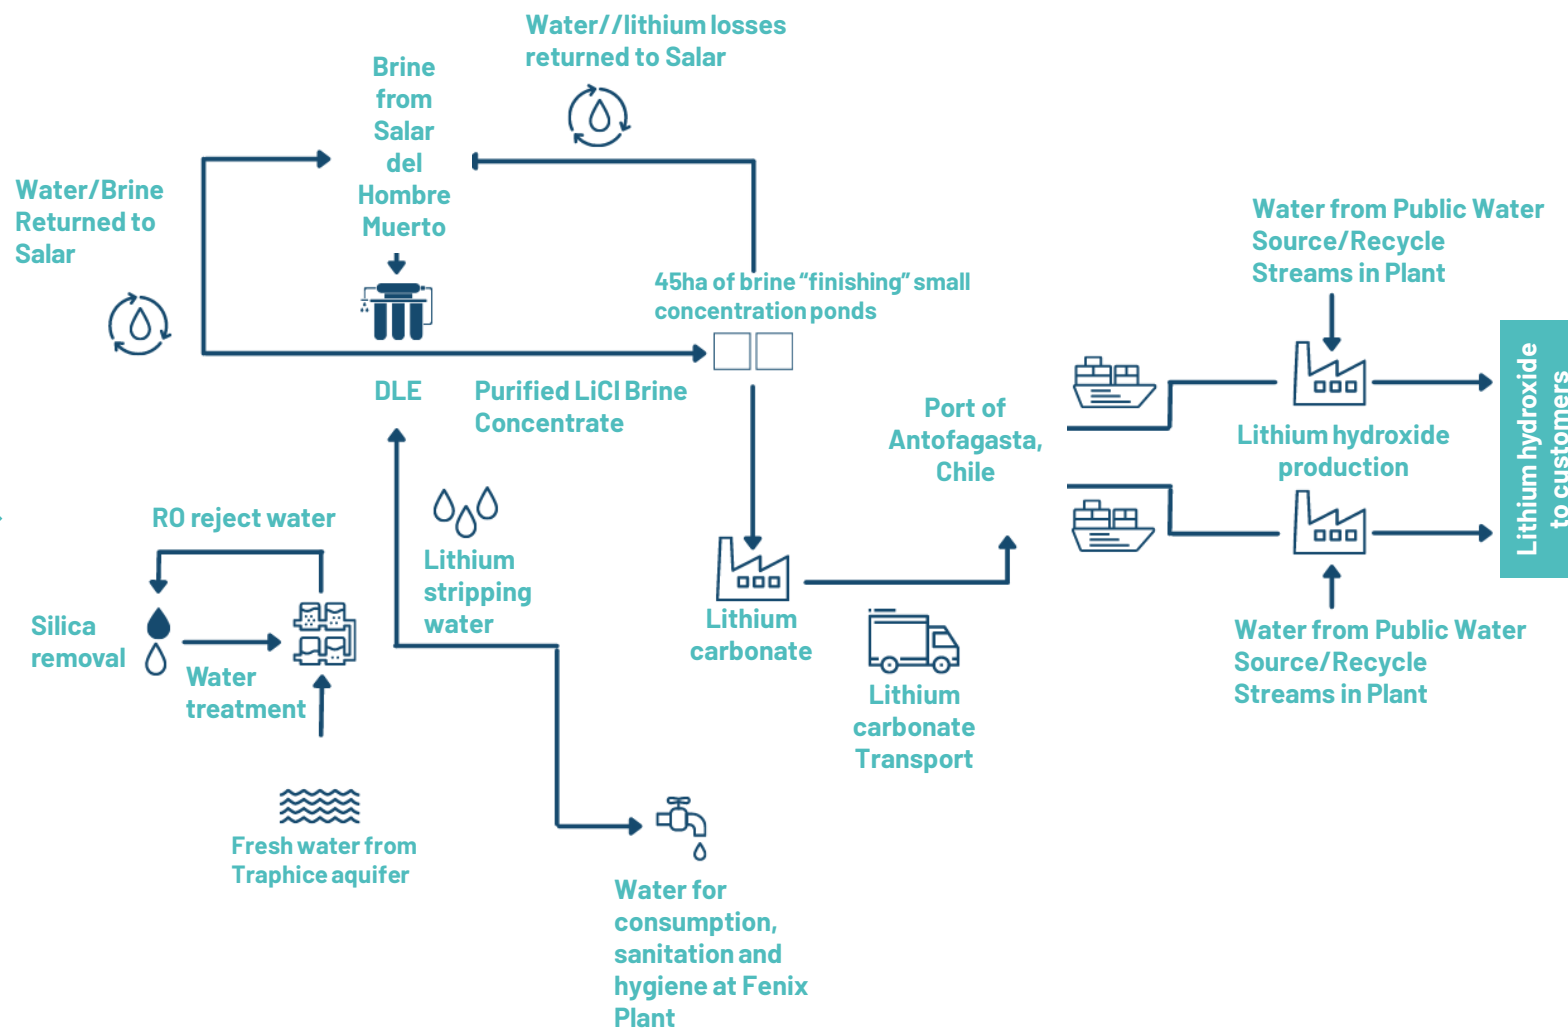 Water//lithium losses
returned to Salar
Brine
from
Salar
del
Hombre
Muerto
Water/Brine
Returned to
Salar
45ha of brine “finishing” small
concentration ponds
DLE
Purified LiCl Brine
Concentrate
Water from Public Water
Source/Recycle
Streams in Plant
Port of
Antofagasta,
Chile
Lithium hydroxide
production
Lithium hydroxide
to customers
RO reject water
Lithium
stripping
water
Silica
removal
Water
treatment
Lithium
carbonate
Lithium
carbonate
Transport
Water from Public Water
Source/Recycle
Streams in Plant
Fresh water from
Traphice aquifer
Water for
consumption,
sanitation and
hygiene at Fenix
Plant